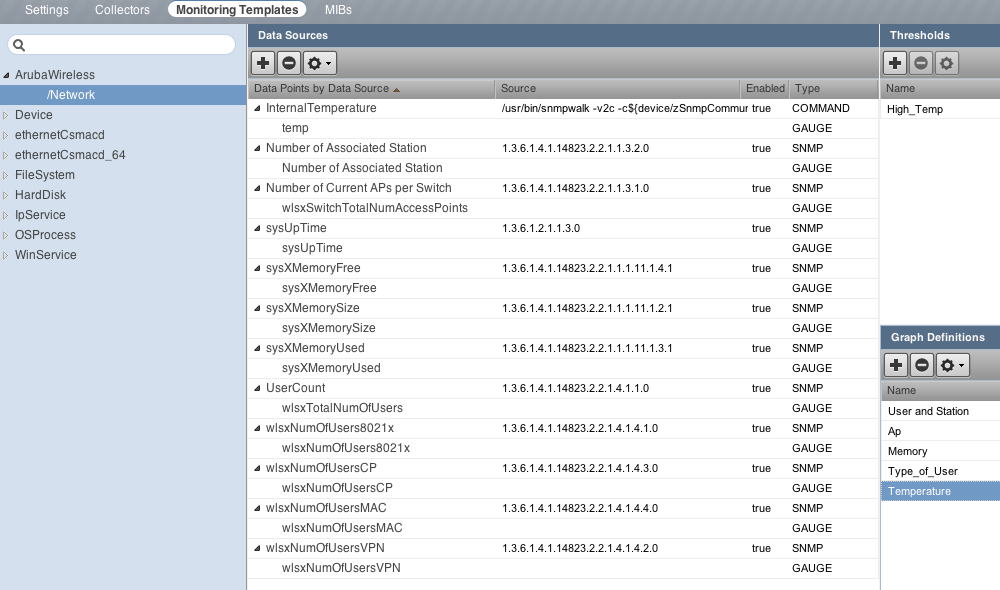 Settings Collectors Monitoring Templates MIBs
ArubaWireless
/Network
Device
ethernetCsmacd
ethernetCsmacd_64
FileSystem
HardDisk
IpService
OSProcess
WinService
Data Sources
Data Points by Data Source Source Enabled Type
InternalTemperature /usr/bin/snmpwalk -v2c -c${device/zSnmpCommur true COMMAND
temp GAUGE
Number of Associated Station 1.3.6.1.4.1.14823.2.2.1.1.3.2.0 true SNMP
Number of Associated Station GAUGE
Number of Current APs per Switch 1.3.6.1.4.1.14823.2.2.1.1.3.1.0 true SNMP
wlsxSwitchTotalNumAccessPoints GAUGE
sysUpTime 1.3.6.1.2.1.1.3.0 true SNMP
sysUpTime GAUGE
sysXMemoryFree 1.3.6.1.4.1.14823.2.2.1.1.1.11.1.4.1 true SNMP
sysXMemoryFree GAUGE
sysXMemorySize 1.3.6.1.4.1.14823.2.2.1.1.1.11.1.2.1 true SNMP
sysXMemorySize GAUGE
sysXMemoryUsed 1.3.6.1.4.1.14823.2.2.1.1.1.11.1.3.1 true SNMP
sysXMemoryUsed GAUGE
UserCount 1.3.6.1.4.1.14823.2.2.1.4.1.1.0 true SNMP
wlsxTotalNumOfUsers GAUGE
wlsxNumOfUsers8021x 1.3.6.1.4.1.14823.2.2.1.4.1.4.1.0 true SNMP
wlsxNumOfUsers8021x GAUGE
wlsxNumOfUsersCP 1.3.6.1.4.1.14823.2.2.1.4.1.4.3.0 true SNMP
wlsxNumOfUsersCP GAUGE
wlsxNumOfUsersMAC 1.3.6.1.4.1.14823.2.2.1.4.1.4.4.0 true SNMP
wlsxNumOfUsersMAC GAUGE
wlsxNumOfUsersVPN 1.3.6.1.4.1.14823.2.2.1.4.1.4.2.0 true SNMP
wlsxNumOfUsersVPN GAUGE
Thresholds
Name
High_Temp
Graph Definitions
Name
User and Station
Ap
Memory
Type_of_User
Temperature